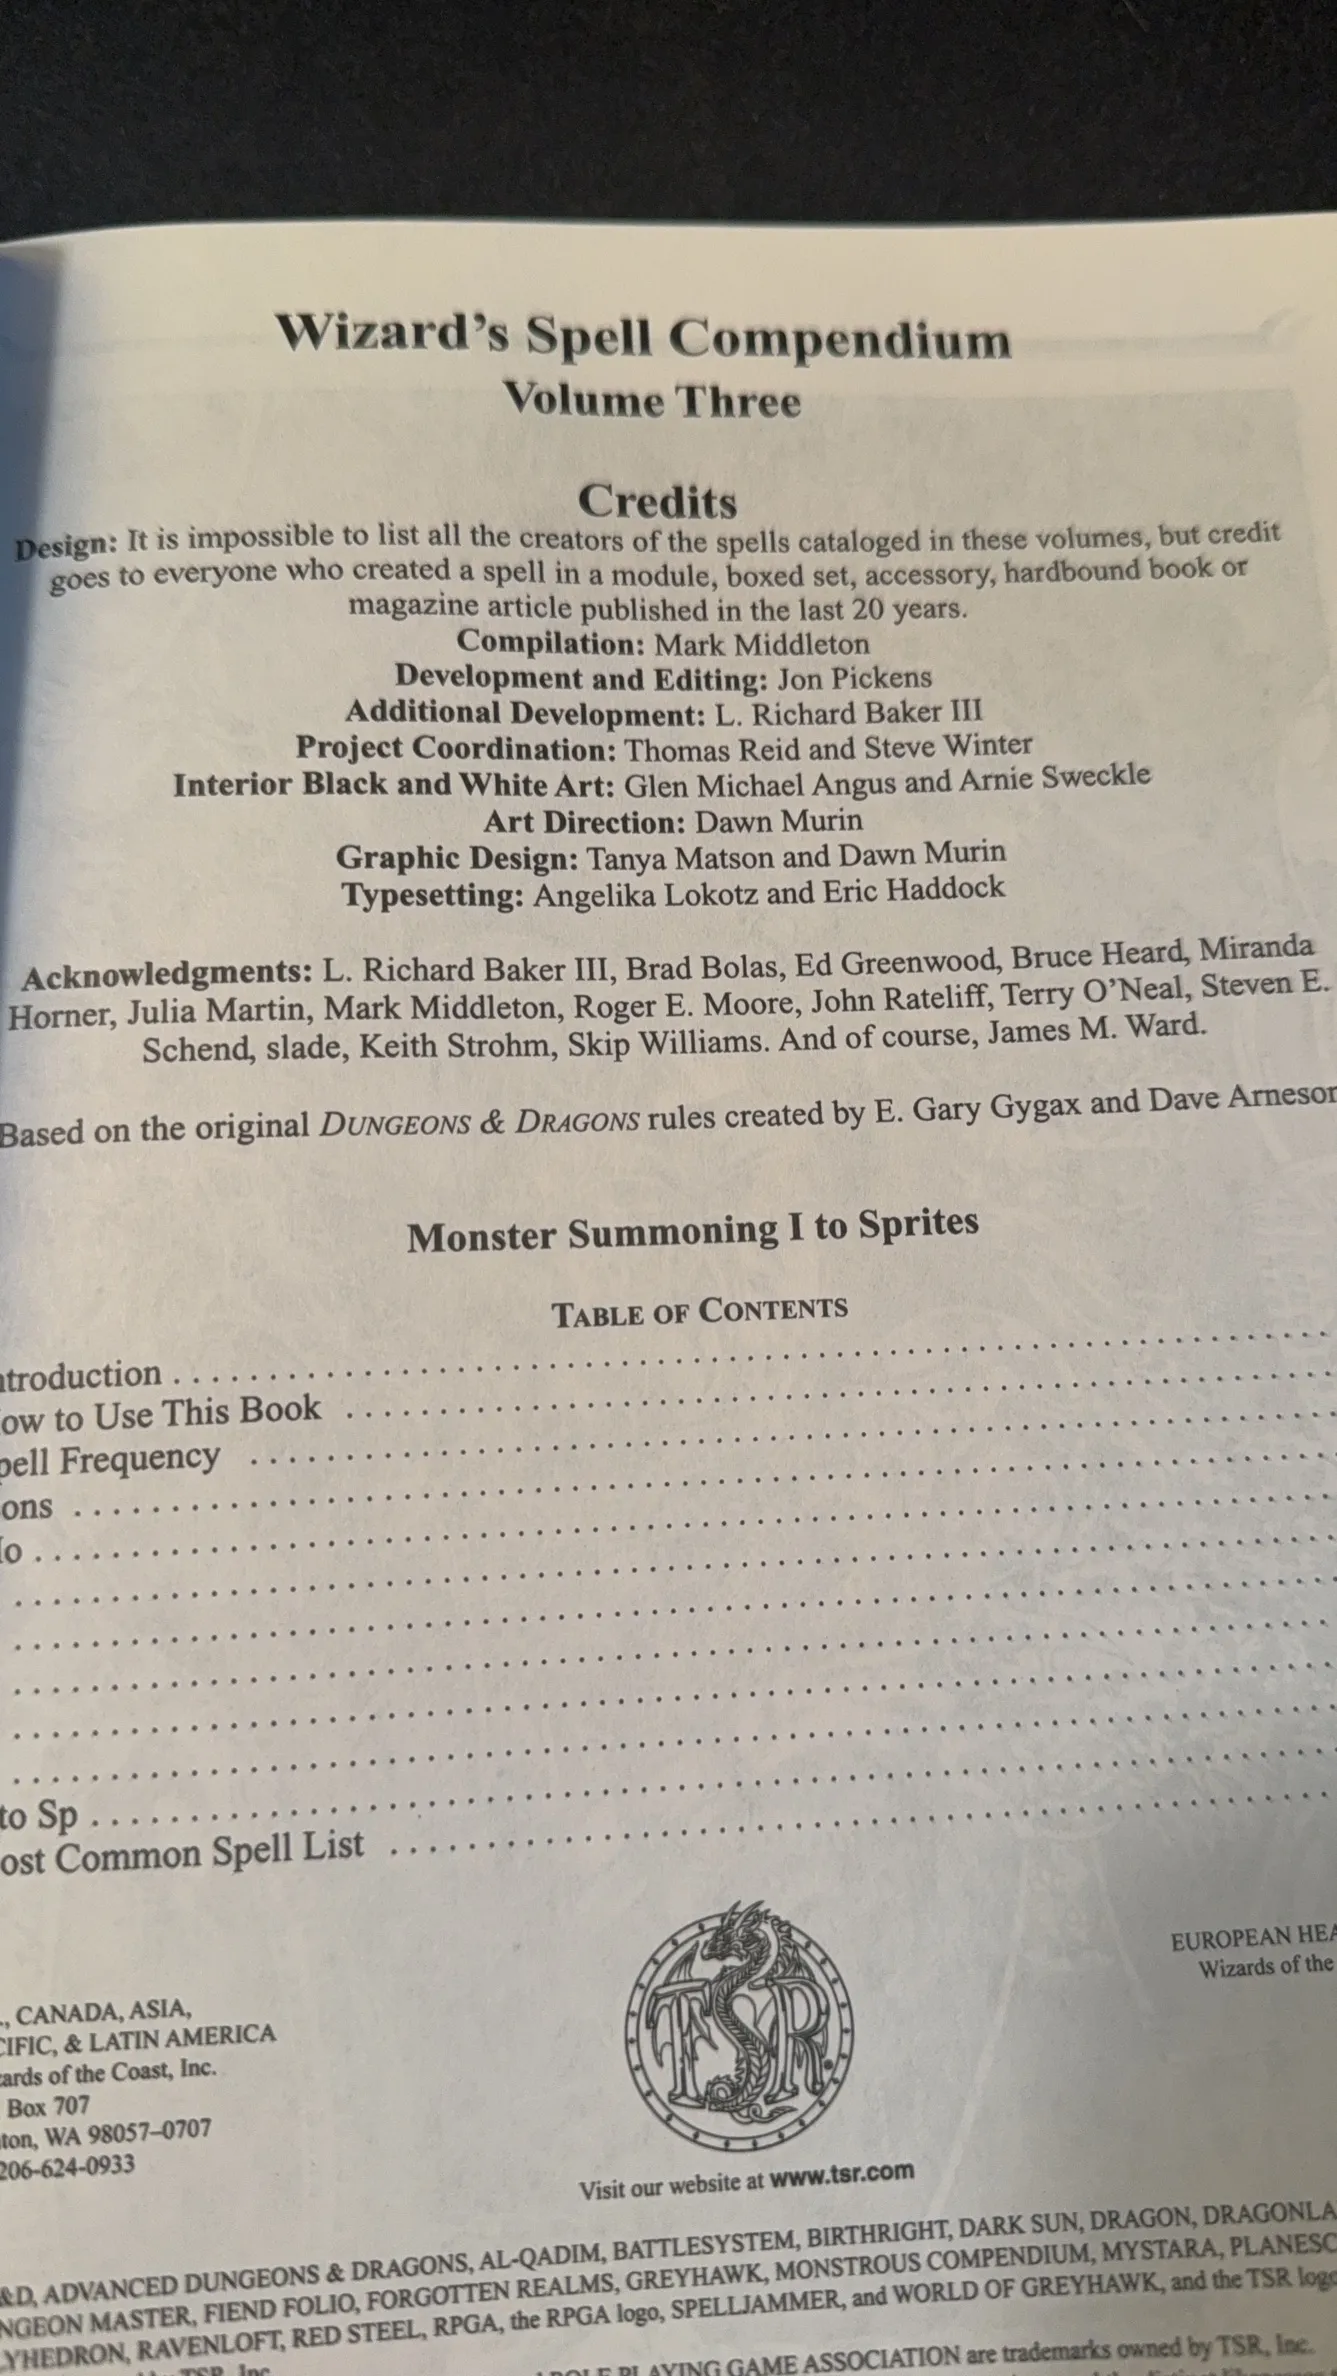 Wizard's Spell Compendium
Volume Three
Credits
Design: It is impossible to list all the creators of the spells cataloged in these volumes, but credit
goes to everyone who created a spell in a module, boxed set, accessory, hardbound book or
magazine article published in the last 20 years.
Compilation: Mark Middleton
Development and Editing: Jon Pickens
Additional Development: L. Richard Baker III
Project Coordination: Thomas Reid and Steve Winter
Interior Black and White Art: Glen Michael Angus and Arnie Sweckle
Art Direction: Dawn Murin
Graphic Design: Tanya Matson and Dawn Murin
Typesetting: Angelika Lokotz and Eric Haddock
Acknowledgments: L. Richard Baker III, Brad Bolas, Ed Greenwood, Bruce Heard, Miranda
Horner, Julia Martin, Mark Middleton, Roger E. Moore, John Rateliff, Terry O'Neal, Steven E.
Schend, slade, Keith Strohm, Skip Williams. And of course, James M. Ward.
Based on the original DUNGEONS & DRAGONS rules created by E. Gary Gygax and Dave Arneson
Monster Summoning I to Sprites
TABLE OF CONTENTS
ntroduction
ow to Use This Book
pell Frequency
ons
to Sp
ost Common Spell List
., CANADA, ASIA,
CIFIC, & LATIN AMERICA
ards of the Coast, Inc.
Box 707
ton, WA 98057–0707
206-624-0933
TSR
EUROPEAN HEA
Wizards of the
Visit our website at www.tsr.com
&D, ADVANCED DUNGEONS & DRAGONS, AL-QADIM, BATTLESYSTEM, BIRTHRIGHT, DARK SUN, DRAGON, DRAGONLA
NGEON MASTER, FIEND FOLIO, FORGOTTEN REALMS, GREYHAWK, MONSTROUS COMPENDIUM, MYSTARA, PLANESC
LYHEDRON, RAVENLOFT, RED STEEL, RPGA, the RPGA logo, SPELLJAMMER, and WORLD OF GREYHAWK, and the TSR logo
PLAYING GAME ASSOCIATION are trademarks owned by TSR, Inc.